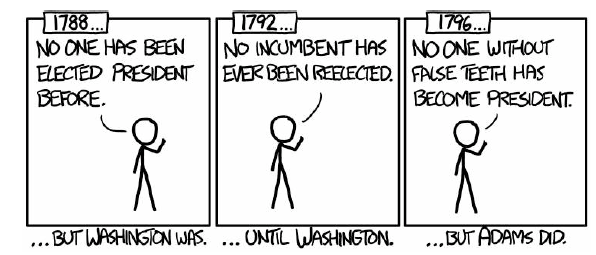 1788...
NO ONE HAS BEEN
ELECTED PRESIDENT
BEFORE.
...BUT WASHINGTON WAS.
1792...
NO INCUMBENT HAS
EVER BEEN REELECTED.
...UNTIL WASHINGTON.
1796...
NO ONE WITHOUT
FALSE TEETH HAS
BECOME PRESIDENT.
...BUT ADAMS DID.